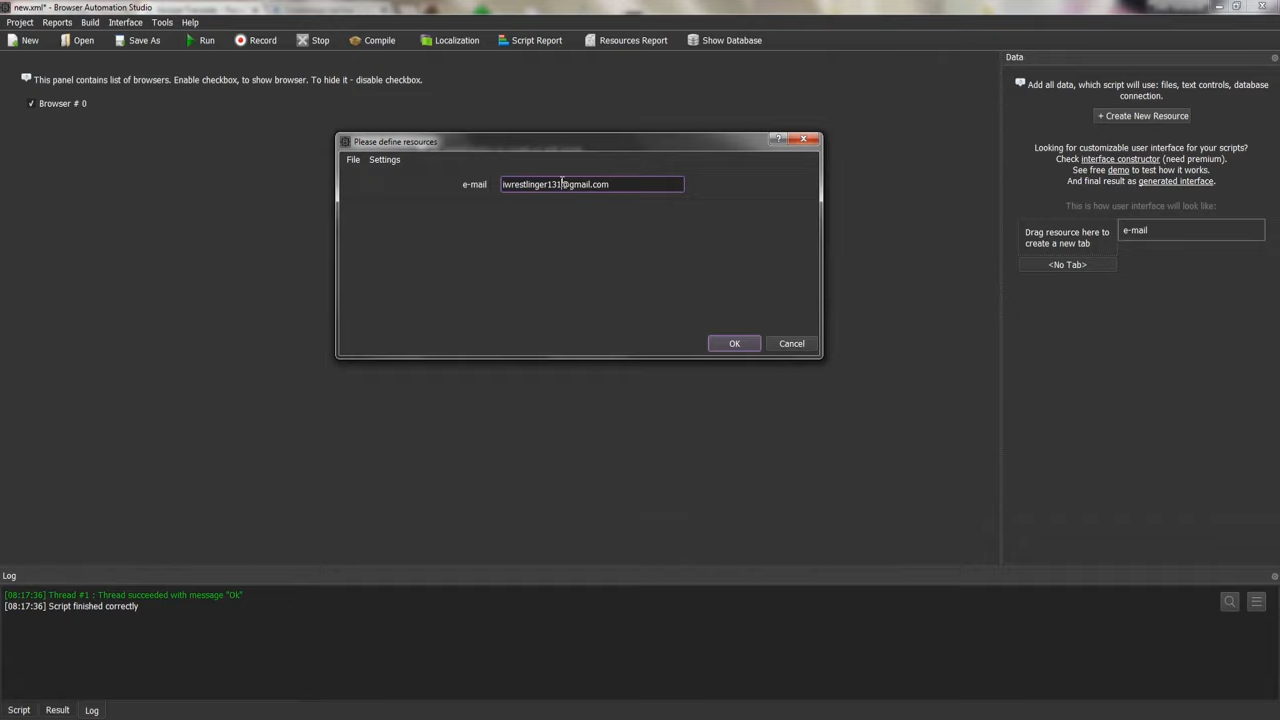 new.xml* - Browser Automation Studio
Project Reports Build Interface Tools Help
New Open Save As Run Record Stop Compile Localization Script Report Resources Report Show Database
This panel contains list of browsers. Enable checkbox, to show browser. To hide it - disable checkbox.
Browser # 0
Please define resources
File Settings
e-mail iwrestlinger131@gmail.com
OK Cancel
Data
Add all data, which script will use: files, text controls, database
connection.
+ Create New Resource
Looking for customizable user interface for your scripts?
Check interface constructor (need premium).
See free demo to test how it works.
And final result as generated interface.
This is how user interface will look like:
Drag resource here to
create a new tab
<No Tab>
e-mail
Log
[08:17:36] Thread #1 : Thread succeeded with message "Ok"
[08:17:36] Script finished correctly
Script Result Log